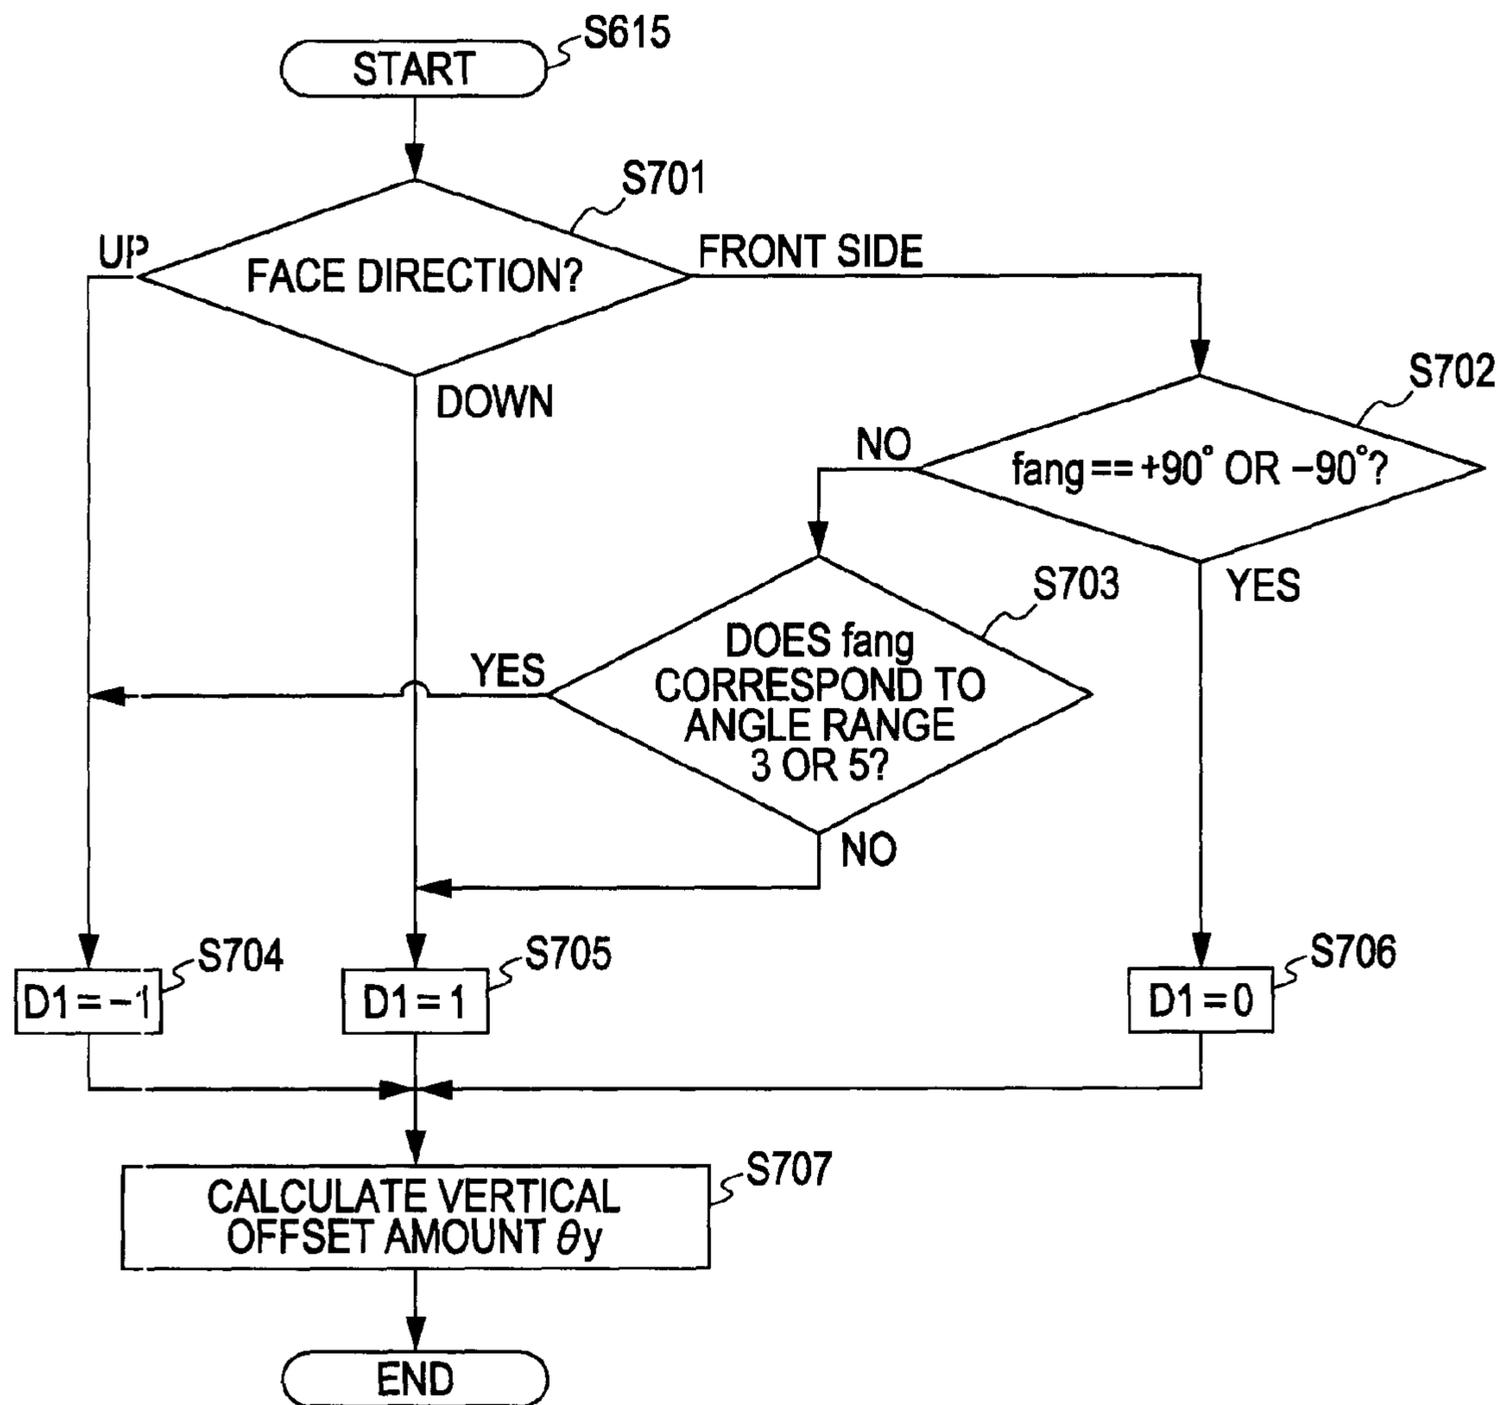 START
S615
S701
UP
FACE DIRECTION?
FRONT SIDE
DOWN
S702
NO
fang == +90° OR −90°?
YES
S703
YES
DOES fang
CORRESPOND TO
ANGLE RANGE
3 OR 5?
NO
S704
D1 = −1
S705
D1 = 1
S706
D1 = 0
S707
CALCULATE VERTICAL
OFFSET AMOUNT θy
END